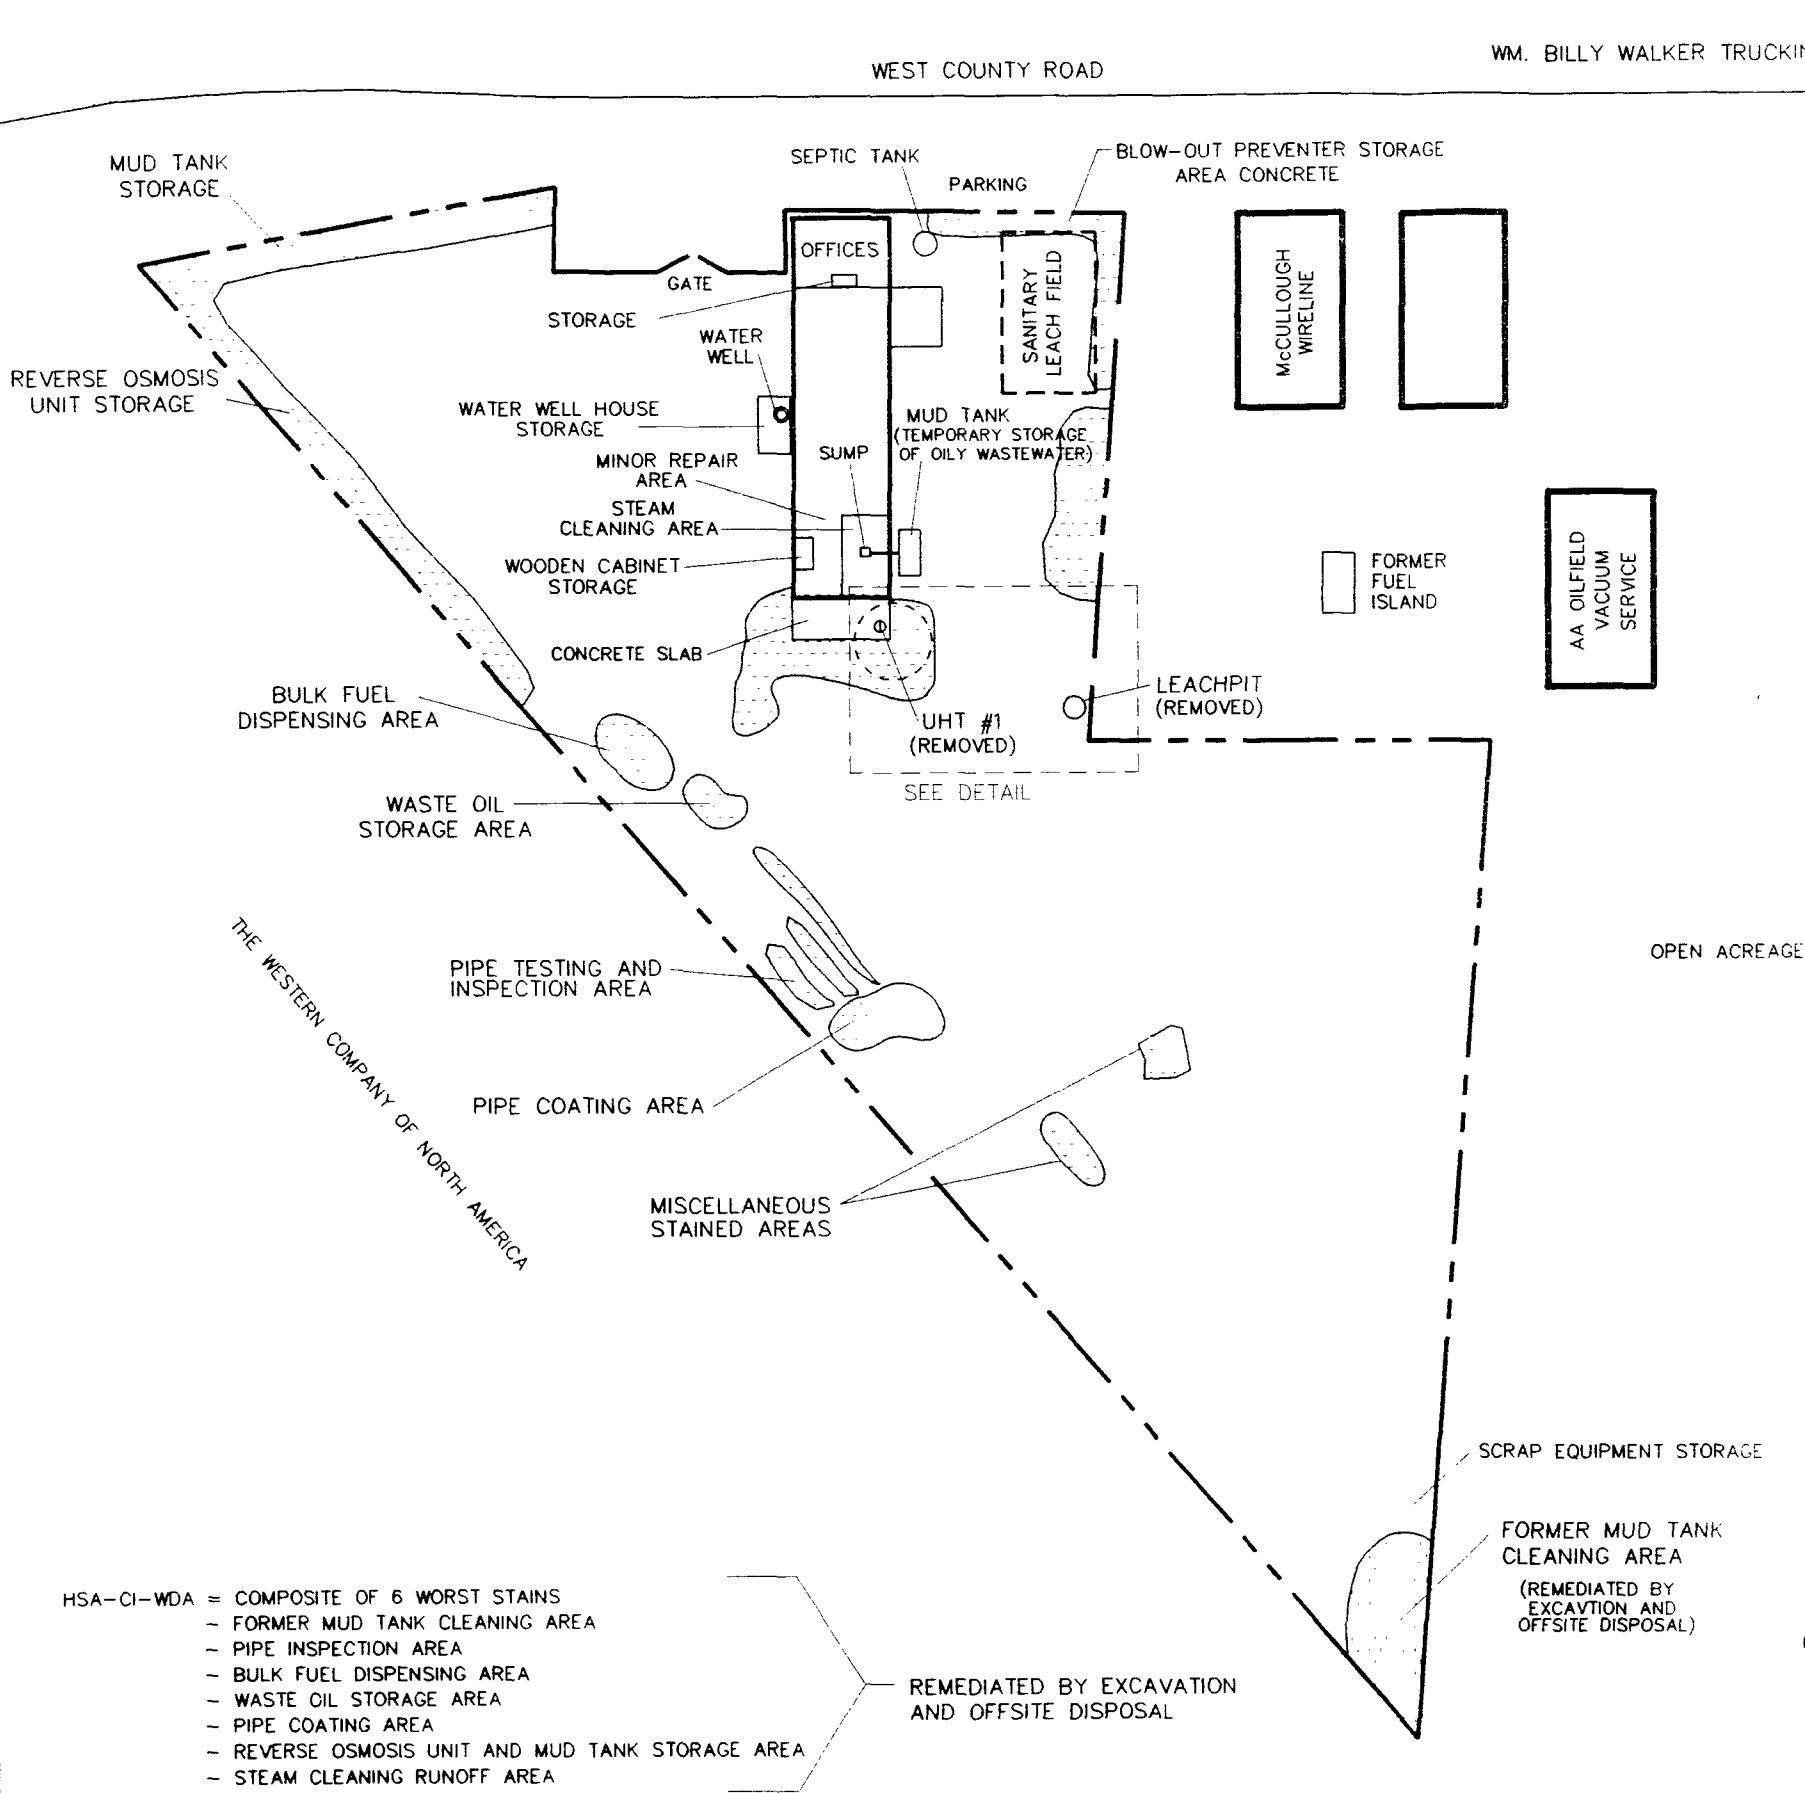 WEST COUNTY ROAD
WM. BILLY WALKER
MUD TANK
STORAGE
SEPTIC TANK
PARKING
BLOW-OUT PREVENTER STORAGE
AREA CONCRETE
OFFICES
GATE
STORAGE
WATER
WELL
SANITARY
LEACH FIELD
McCULLOUGH
WIRELINE
REVERSE OSMOSIS
UNIT STORAGE
WATER WELL HOUSE
STORAGE
MUD TANK
(TEMPORARY STORAGE
OF OILY WASTEWATER)
SUMP
MINOR REPAIR
AREA
STEAM
CLEANING AREA
WOODEN CABINET
STORAGE
FORMER
FUEL
ISLAND
AA OILFIELD
VACUUM
SERVICE
CONCRETE SLAB
BULK FUEL
DISPENSING AREA
LEACHPIT
(REMOVED)
UHT #1
(REMOVED)
SEE DETAIL
WASTE OIL
STORAGE AREA
THE WESTERN COMPANY OF NORTH AMERICA
PIPE TESTING AND
INSPECTION AREA
OPEN ACREAGE
PIPE COATING AREA
MISCELLANEOUS
STAINED AREAS
SCRAP EQUIPMENT STORAGE
FORMER MUD TANK
CLEANING AREA
(REMEDIATED BY
EXCAVTION AND
OFFSITE DISPOSAL)
HSA-CI-WDA = COMPOSITE OF 6 WORST STAINS
- FORMER MUD TANK CLEANING AREA
- PIPE INSPECTION AREA
- BULK FUEL DISPENSING AREA
- WASTE OIL STORAGE AREA
- PIPE COATING AREA
- REVERSE OSMOSIS UNIT AND MUD TANK STORAGE AREA
- STEAM CLEANING RUNOFF AREA
REMEDIATED BY EXCAVATION
AND OFFSITE DISPOSAL